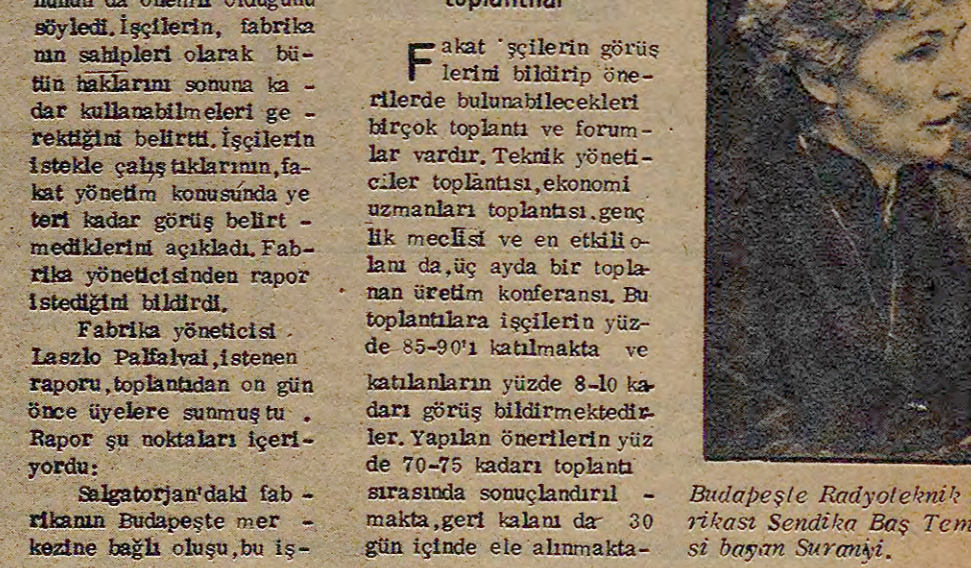 nunun da önemli olduğunu
söyledi.İşçilerin, fabrika
nın sahipleri olarak bü-
tün haklarını sonuna ka -
dar kullanabilmeleri ge -
rektiğini belirtti.İşçilerin
istekle çalıştıklarının,fa-
kat yönetim konusunda ye
teri kadar görüş belirt -
mediklerini açıkladı.Fab-
rika yöneticisinden rapor
istediğini bildirdi.
Fabrika yöneticisi
Laszlo Palfalvai,istenen
raporu,toplantıdan on gün
önce üyelere sunmuştu .
Rapor şu noktaları içeri-
yordu:
Salgatorjan'daki fab -
rikanın Budapeşte mer -
kezine bağlı oluşu,bu iş-
toplantılar
Fakat şçilerin görüş
lerini bildirip öne-
rilerde bulunabilecekleri
birçok toplantı ve forum-
lar vardır. Teknik yöneti-
ciler toplantısı,ekonomi
uzmanları toplantısı.genç
lik meclisi ve en etkili o-
lanı da,üç ayda bir topla-
nan üretim konferansı. Bu
toplantılara işçilerin yüz-
de 85-90'ı katılmakta ve
katılanların yüzde 8-10 ka-
darı görüş bildirmektedir-
ler. Yapılan önerilerin yüz
de 70-75 kadarı toplantı
sırasında sonuçlandırıl -
makta,geri kalanı da 30
gün içinde ele alınmakta-
Budapeşte Radyoteknik
rikası Sendika Baş Tem
si bayan Suranyi.